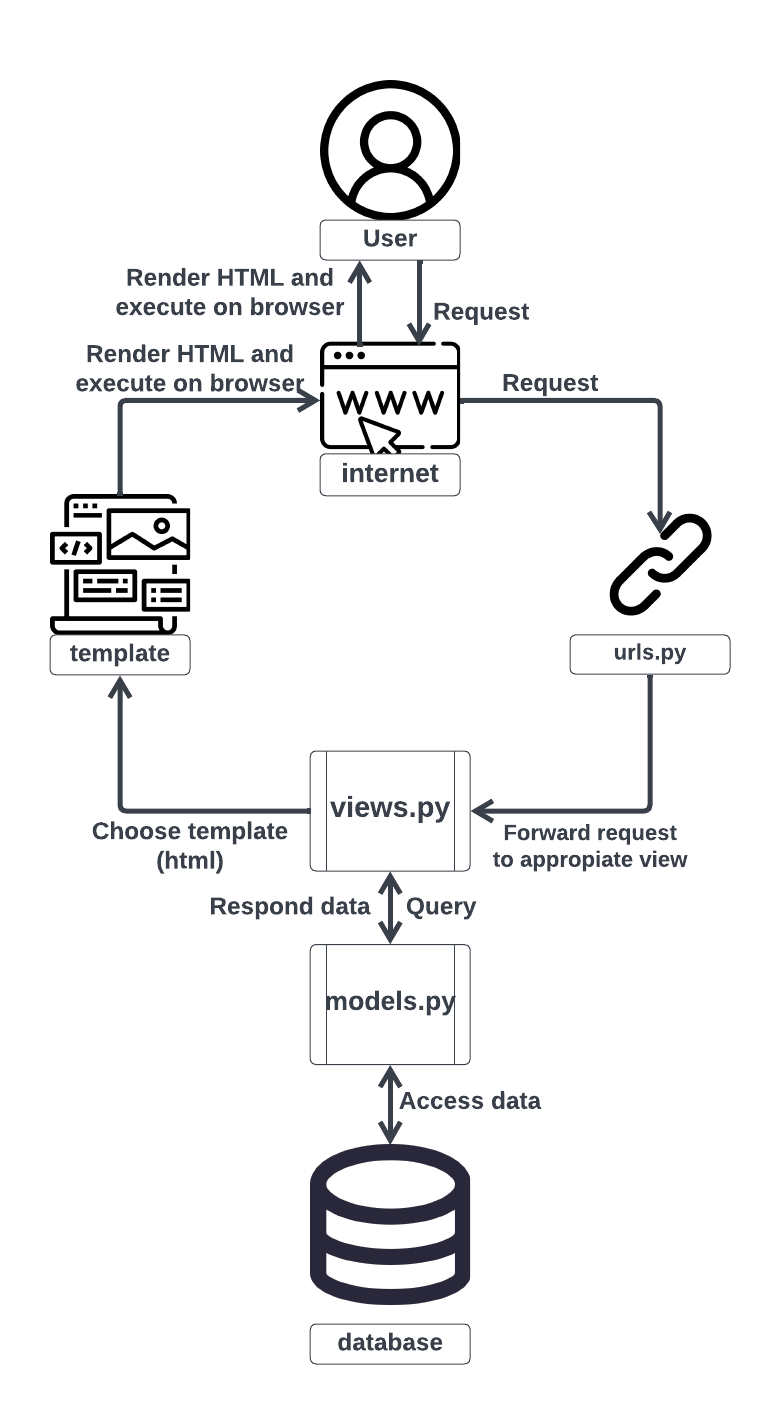 User
Render HTML and
execute on browser
Request
Render HTML and
execute on browser
Request
W W W
internet
</>
template
urls.py
views.py
Choose template
(html)
Forward request
to appropiate view
Respond data
Query
models.py
Access data
database